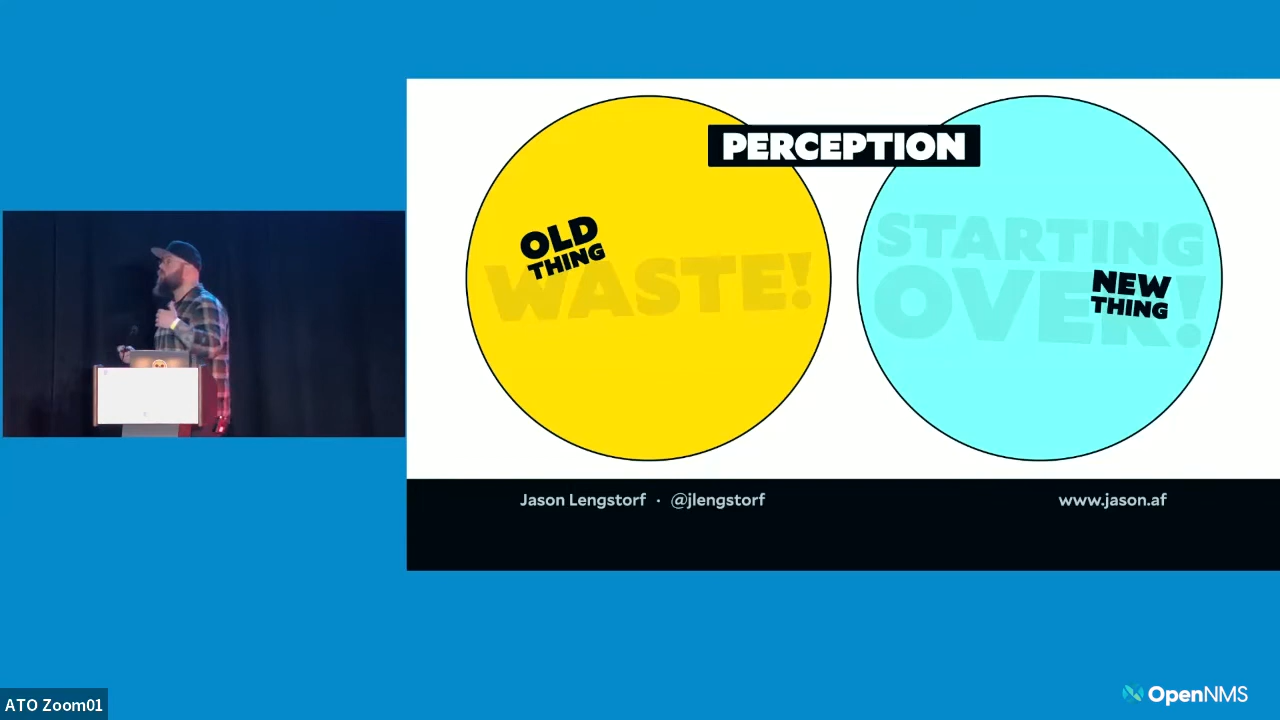 PERCEPTION
OLD
THING
WASTE!
STARTING
OVER!
NEW
THING
Jason Lengstorf · @jlengstorf
www.jason.af
ATO Zoom01
OpenNMS